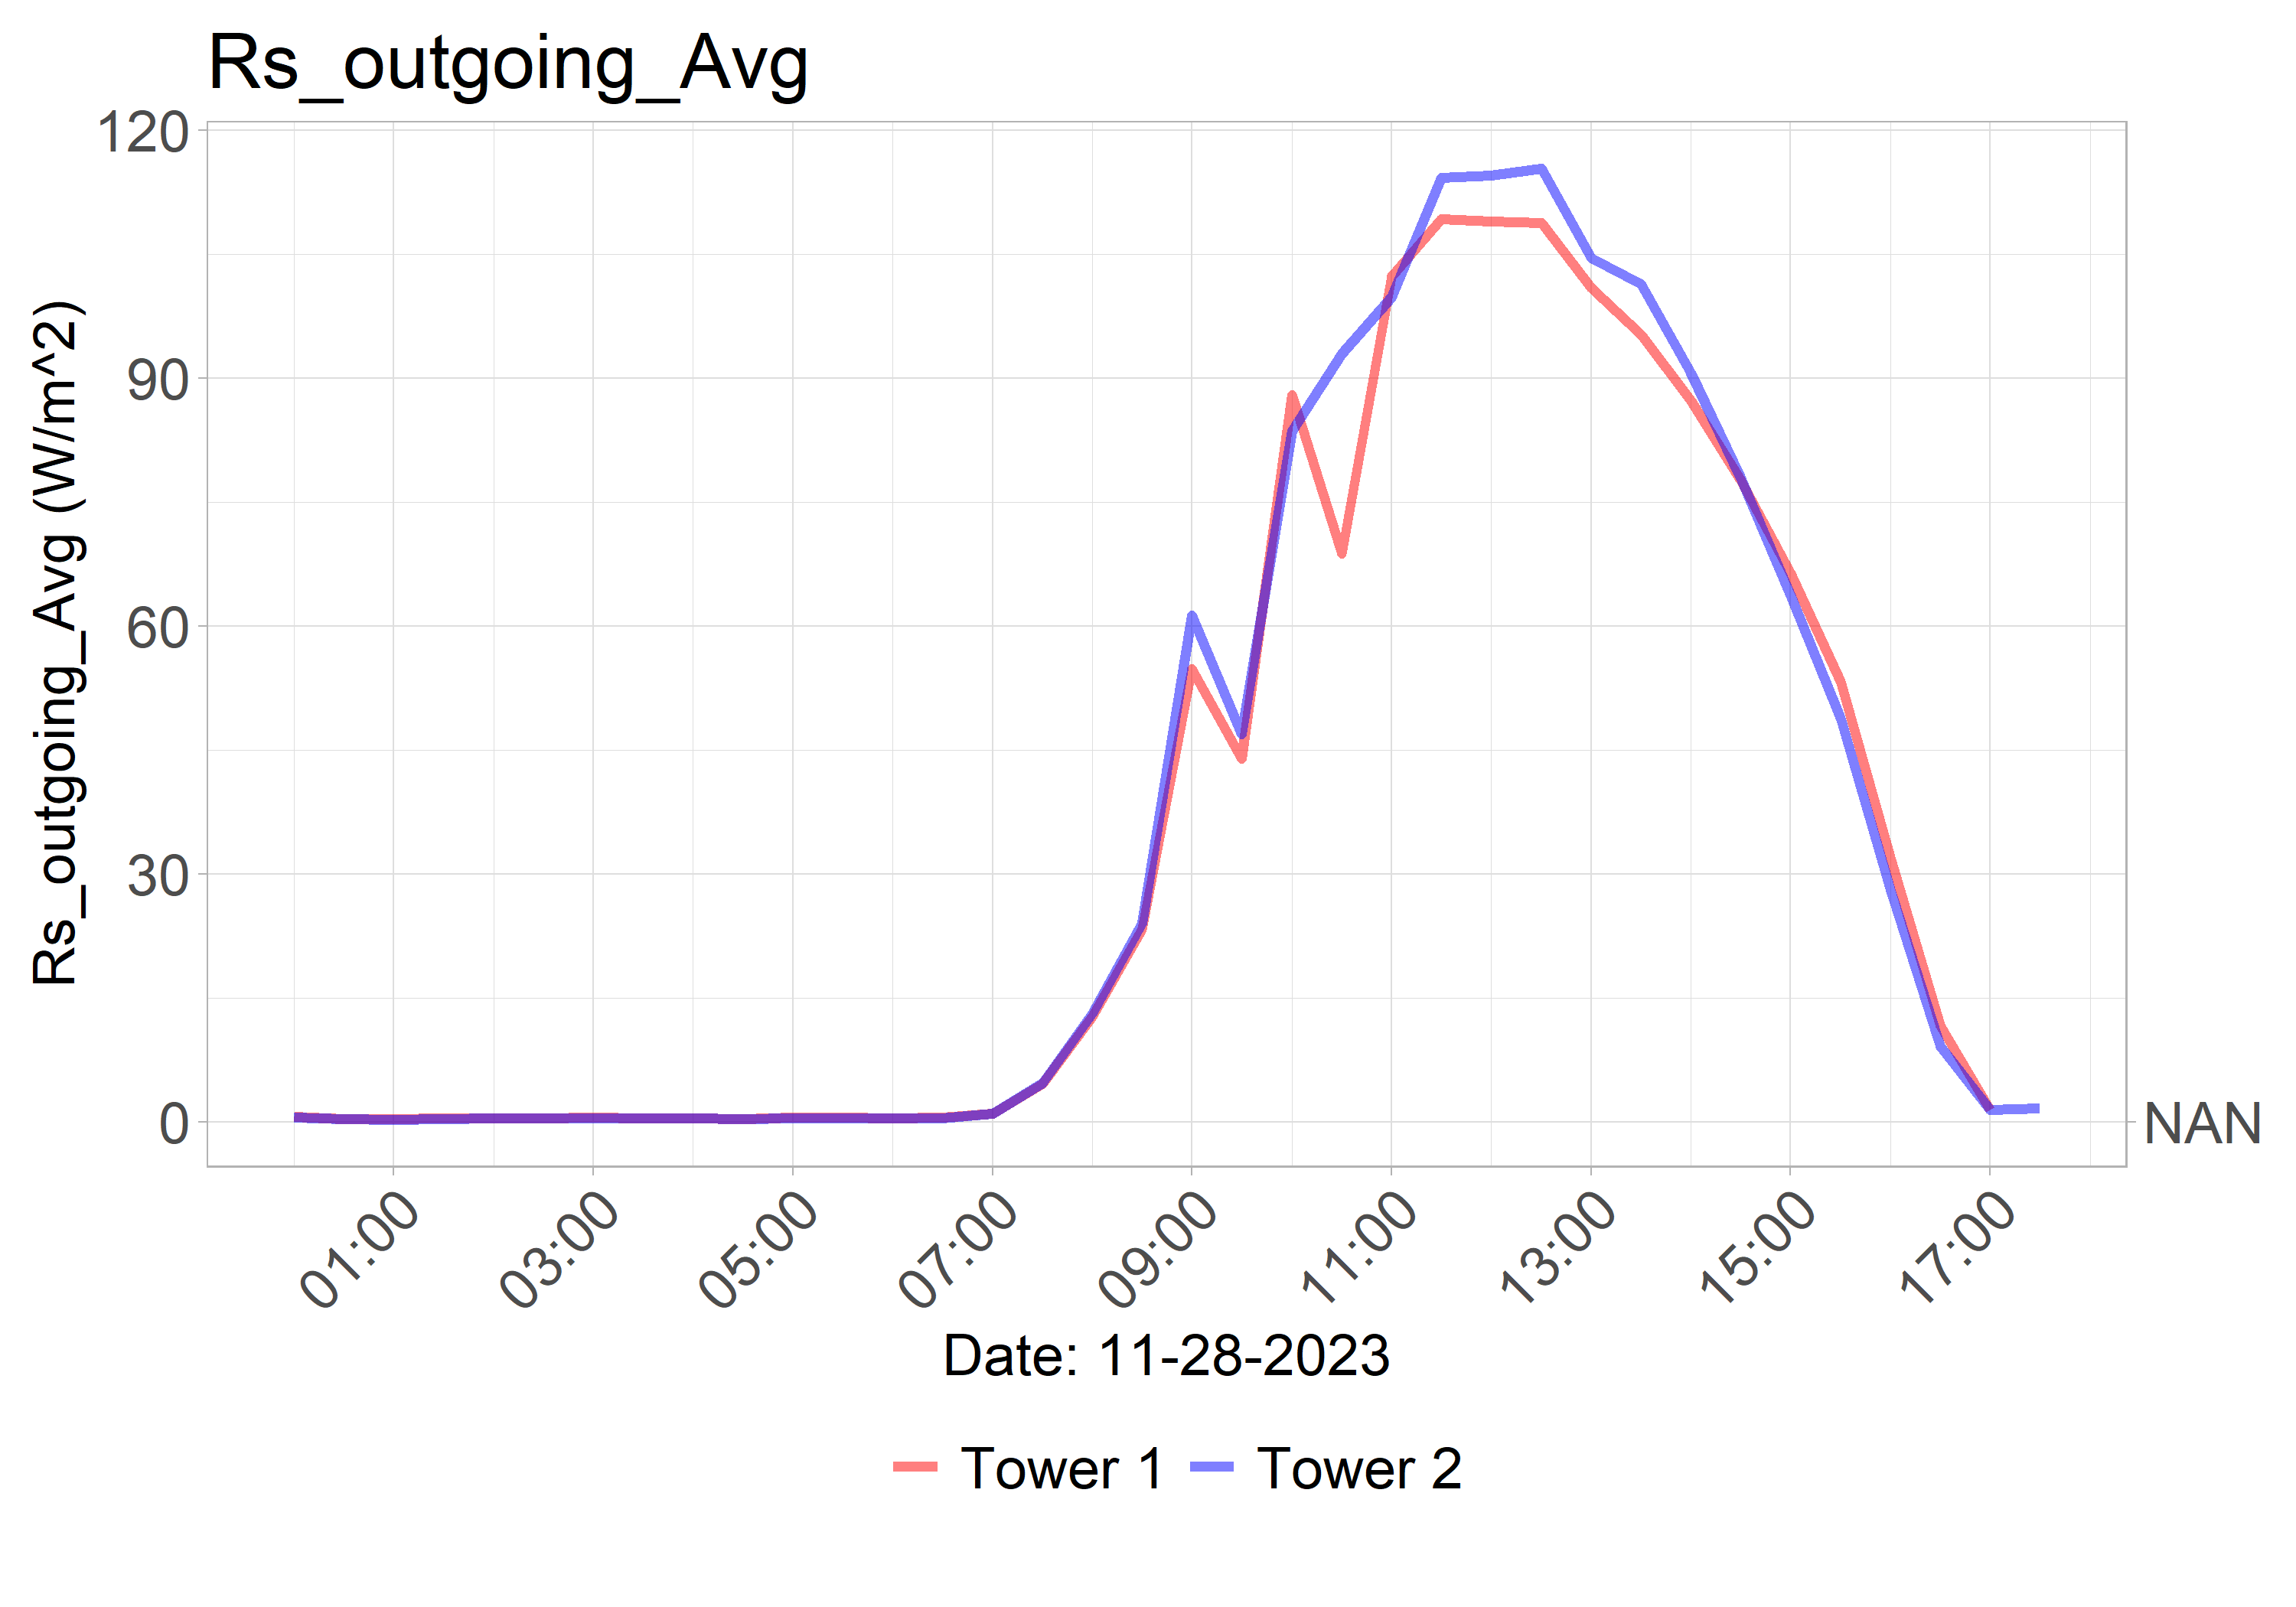 Rs_outgoing_Avg
Rs_outgoing_Avg (W/m^2)
120
90
60
30
0
NAN
01:00
03:00
05:00
07:00
09:00
11:00
13:00
15:00
17:00
Date: 11-28-2023
Tower 1
Tower 2